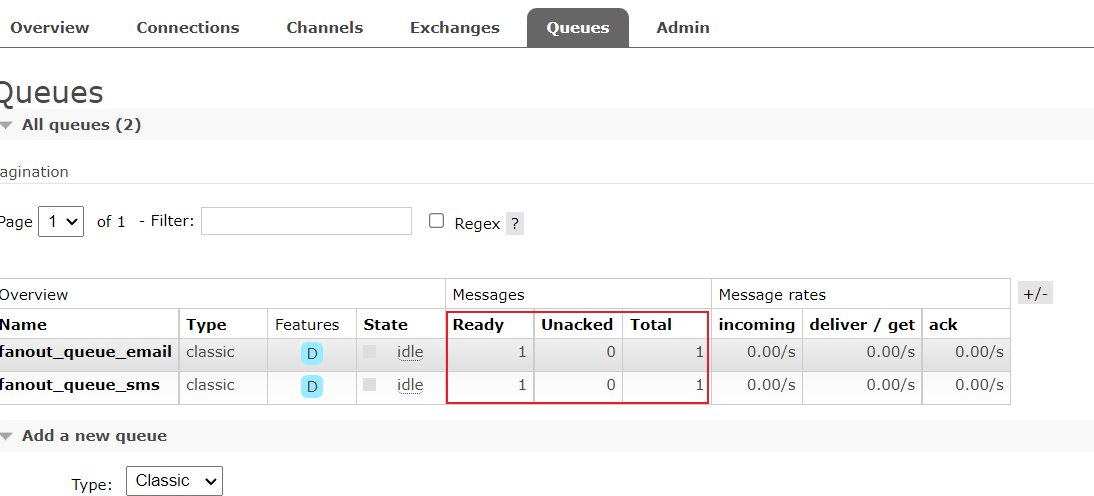 Overview Connections Channels Exchanges Queues Admin
Queues
All queues (2)
agination
Page 1 of 1 - Filter: Regex ?
Overview Messages Message rates +/-
Name Type Features State Ready Unacked Total incoming deliver / get ack
fanout_queue_email classic D idle 1 0 1 0.00/s 0.00/s 0.00/s
fanout_queue_sms classic D idle 1 0 1 0.00/s 0.00/s 0.00/s
Add a new queue
Type: Classic